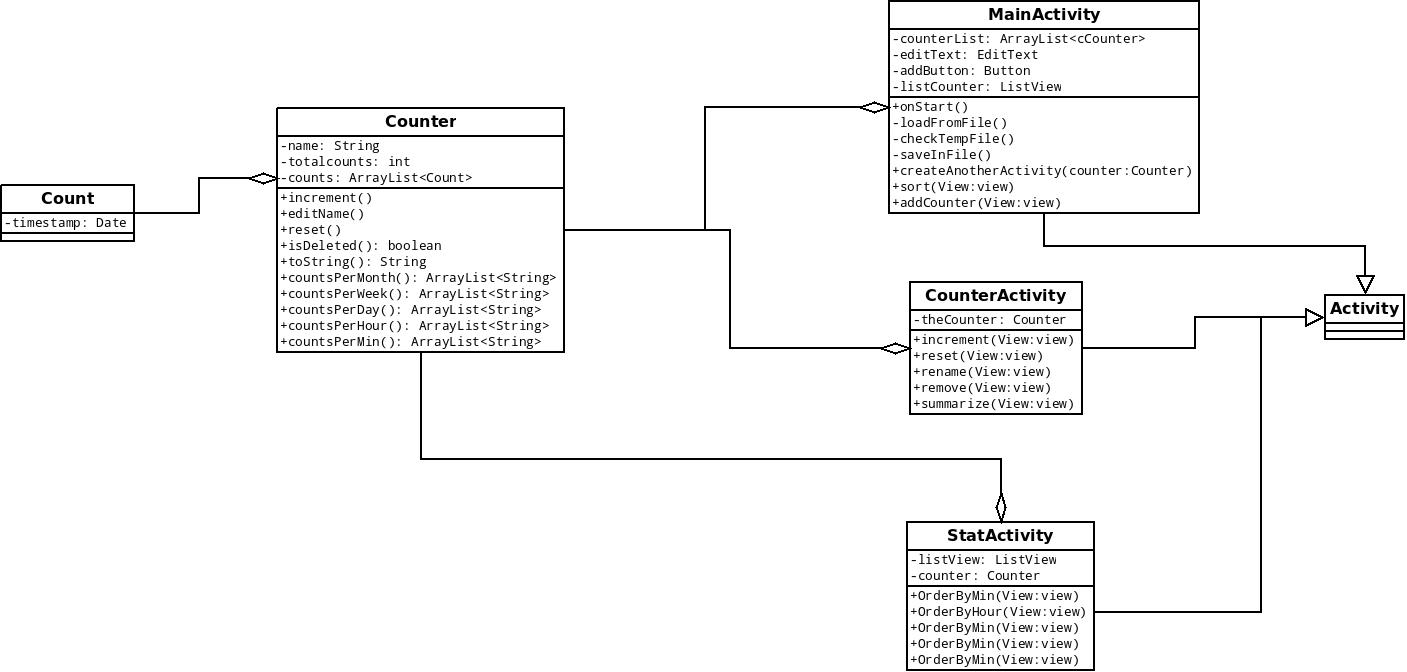 Count
-timestamp: Date
Counter
-name: String
-totalcounts: int
-counts: ArrayList<Count>
+increment()
+editName()
+reset()
+isDeleted(): boolean
+toString(): String
+countsPerMonth(): ArrayList<String>
+countsPerWeek(): ArrayList<String>
+countsPerDay(): ArrayList<String>
+countsPerHour(): ArrayList<String>
+countsPerMin(): ArrayList<String>
MainActivity
-counterList: ArrayList<cCounter>
-editText: EditText
-addButton: Button
-listCounter: ListView
+onStart()
-loadFromFile()
-checkTempFile()
-saveInFile()
+createAnotherActivity(counter:Counter)
+sort(View:view)
+addCounter(View:view)
CounterActivity
-theCounter: Counter
+increment(View:view)
+reset(View:view)
+rename(View:view)
+remove(View:view)
+summarize(View:view)
Activity
StatActivity
-listView: ListView
-counter: Counter
+OrderByMin(View:view)
+OrderByHour(View:view)
+OrderByMin(View:view)
+OrderByMin(View:view)
+OrderByMin(View:view)